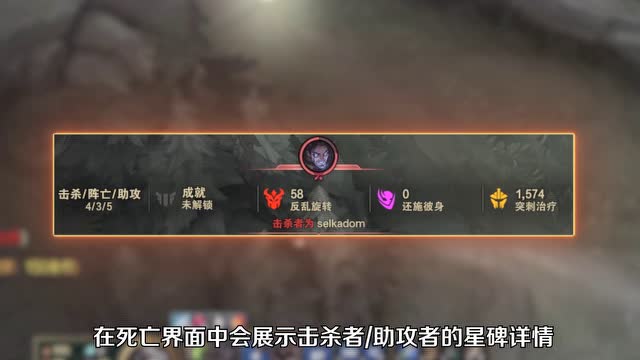 击杀/阵亡/助攻
4/3/5
成就
未解锁
58
反乱旋转
0
还施彼身
1,574
突刺治疗
击杀者为 selkadom
在死亡界面中会展示击杀者/助攻者的星碑详情